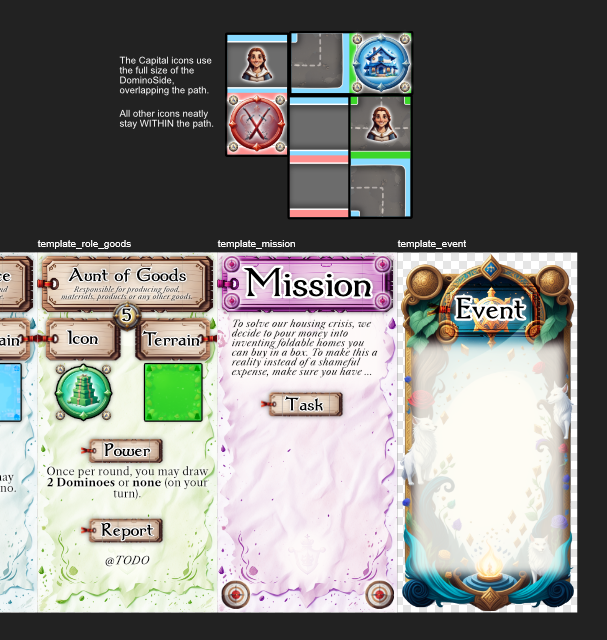 The Capital icons use
the full size of the
DominoSide,
overlapping the path.
All other icons neatly
stay WITHIN the path.
template_role_goods
template_mission
template_event
Aunt of Goods
Responsible for producing food,
materials, products or any other goods.
5
Icon
Terrain
Power
Once per round, you may draw
2 Dominoes or none (on your
turn).
Report
@TODO
Mission
To solve our housing crisis, we
decide to pour money into
inventing foldable homes you
can buy in a box. To make this a
reality instead of a shameful
expense, make sure you have ...
Task
Event